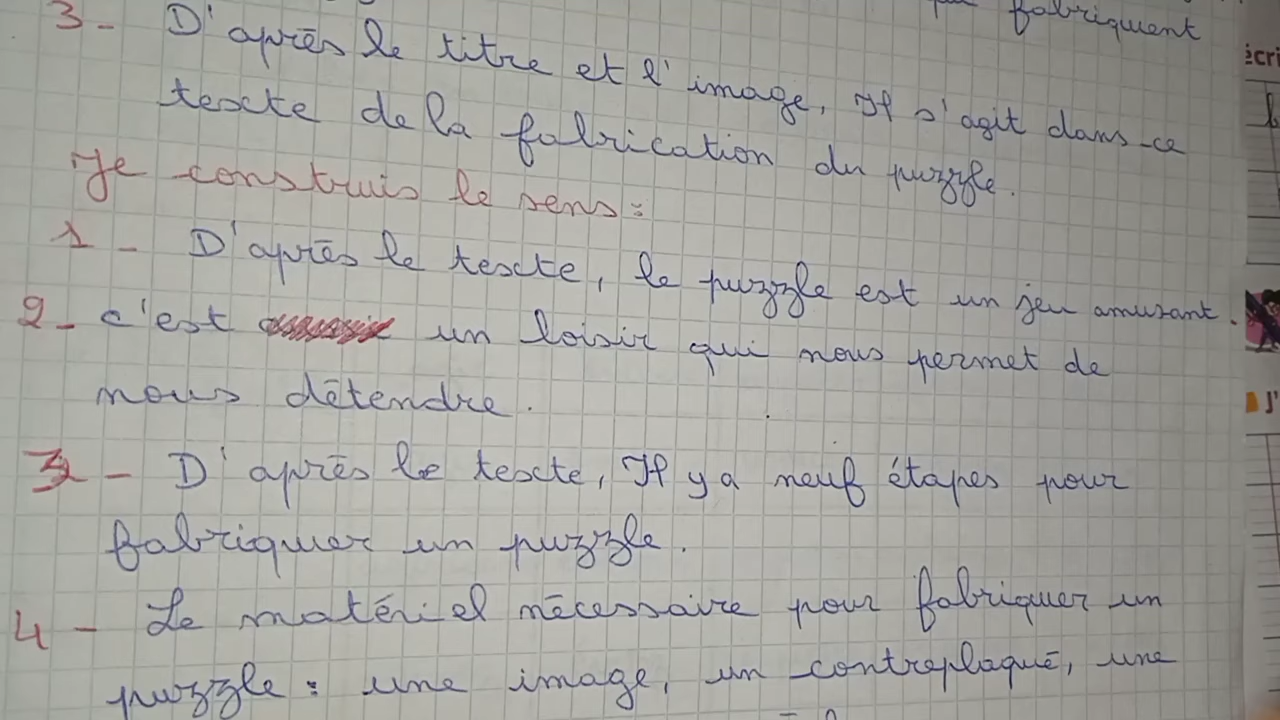 fabriquent
3- D'après le titre et l'image, Il s'agit dans ce
texte de la fabrication du puzzle.
Je construis le sens :
1 - D'après le texte, le puzzle est un jeu amusant.
2- c'est un loisir qui nous permet de
nous détendre.
3- D'après le texte, Il y a neuf étapes pour
fabriquer un puzzle.
4- Le matériel nécessaire pour fabriquer un
puzzle : une image, un contreplaqué, une
écri
J'